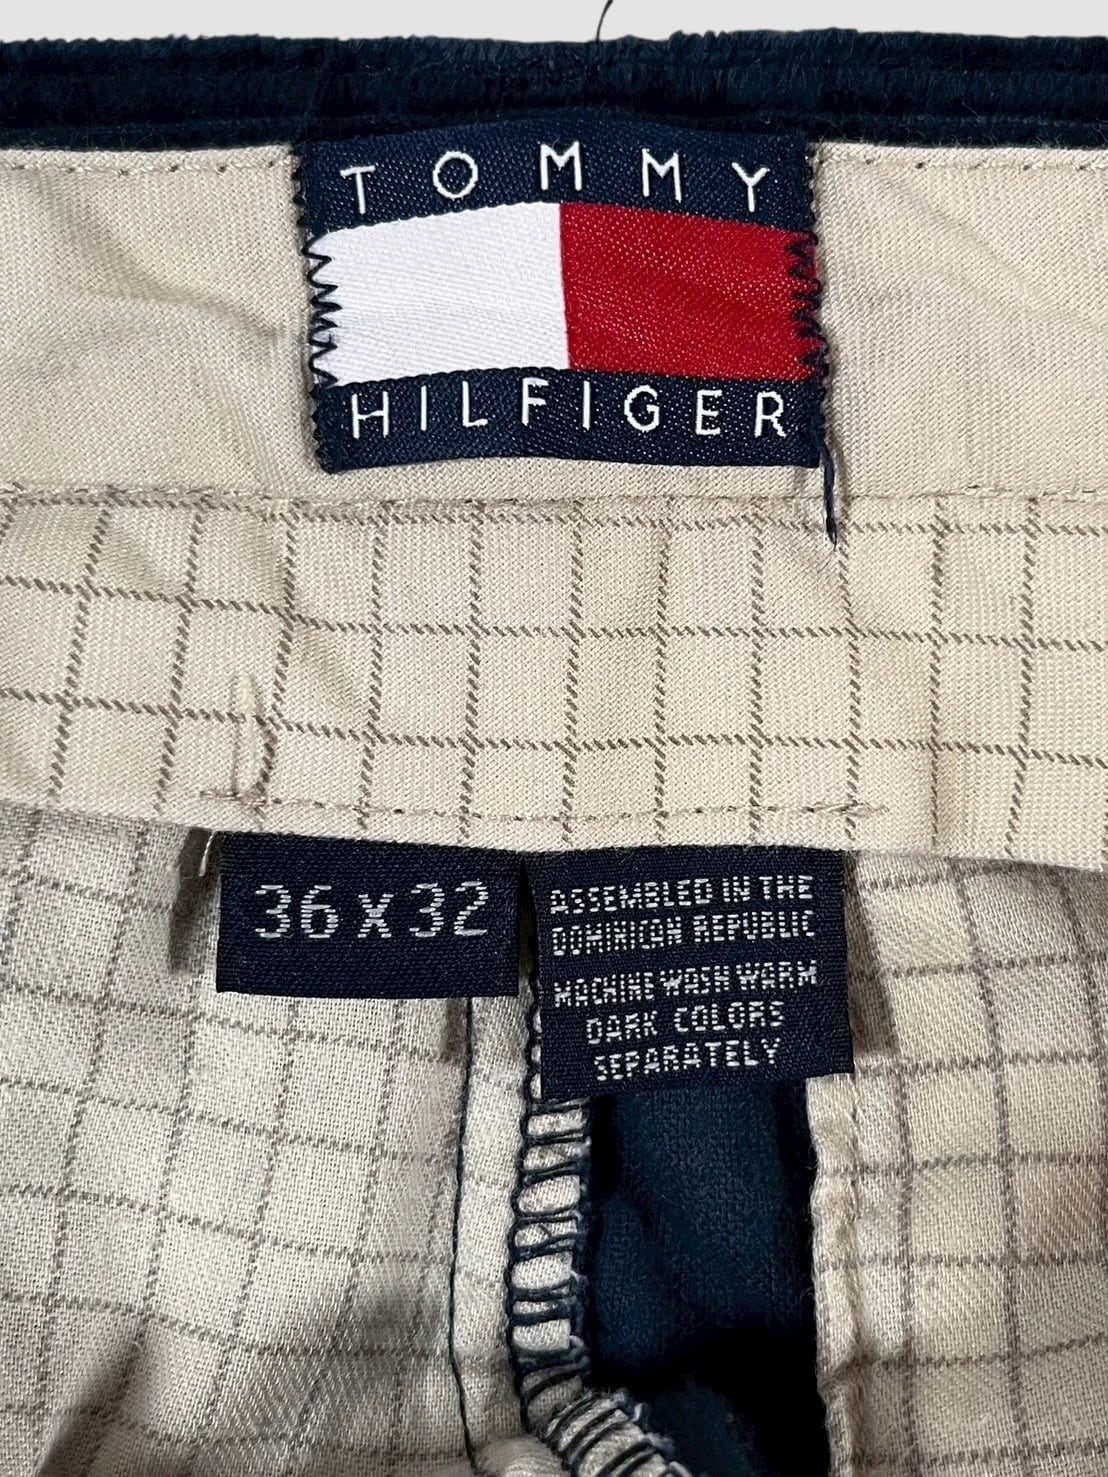 TOMMY
HILFIGER
36 X 32
ASSEMBLED IN THE
DOMINICAN REPUBLIC
MACHINE WASH WARM
DARK COLORS
SEPARATELY